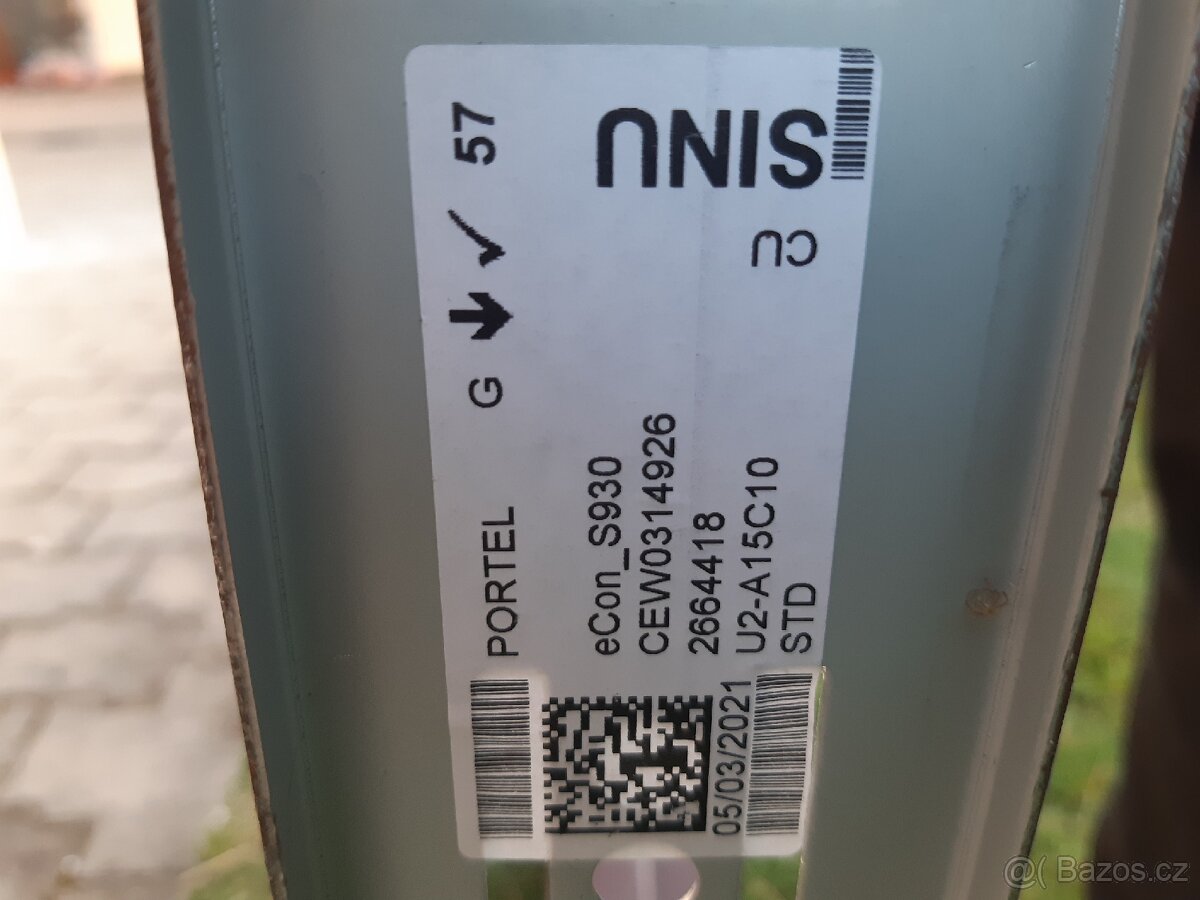 PORTEL G ↓ ✓ 57
eCon_S930
CEW0314926
2664418
U2-A15C10
STD
05/03/2021
CU
SINU
@( Bazos.cz